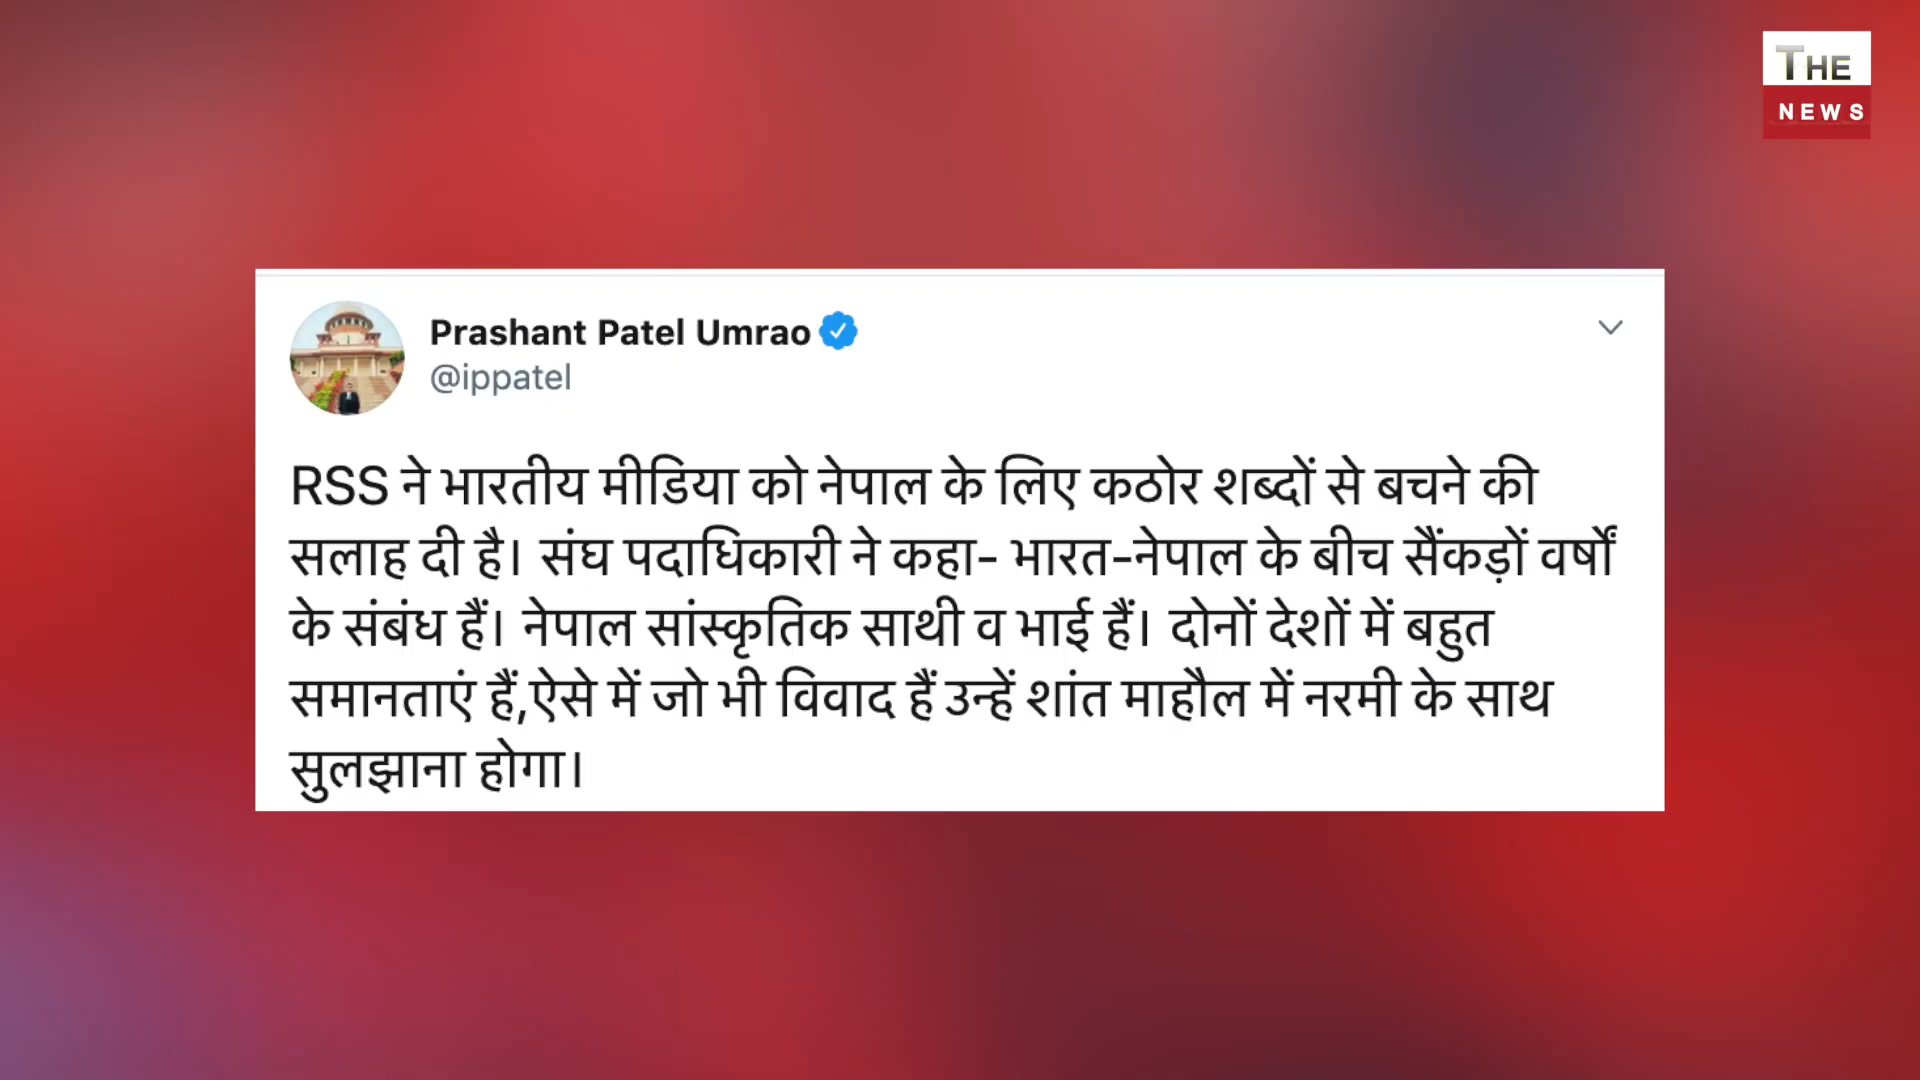 THE
NEWS
Prashant Patel Umrao
@ippatel
RSS ने भारतीय मीडिया को नेपाल के लिए कठोर शब्दों से बचने की
सलाह दी है। संघ पदाधिकारी ने कहा- भारत-नेपाल के बीच सैंकड़ों वर्षों
के संबंध हैं। नेपाल सांस्कृतिक साथी व भाई हैं। दोनों देशों में बहुत
समानताएं हैं,ऐसे में जो भी विवाद हैं उन्हें शांत माहौल में नरमी के साथ
सुलझाना होगा।